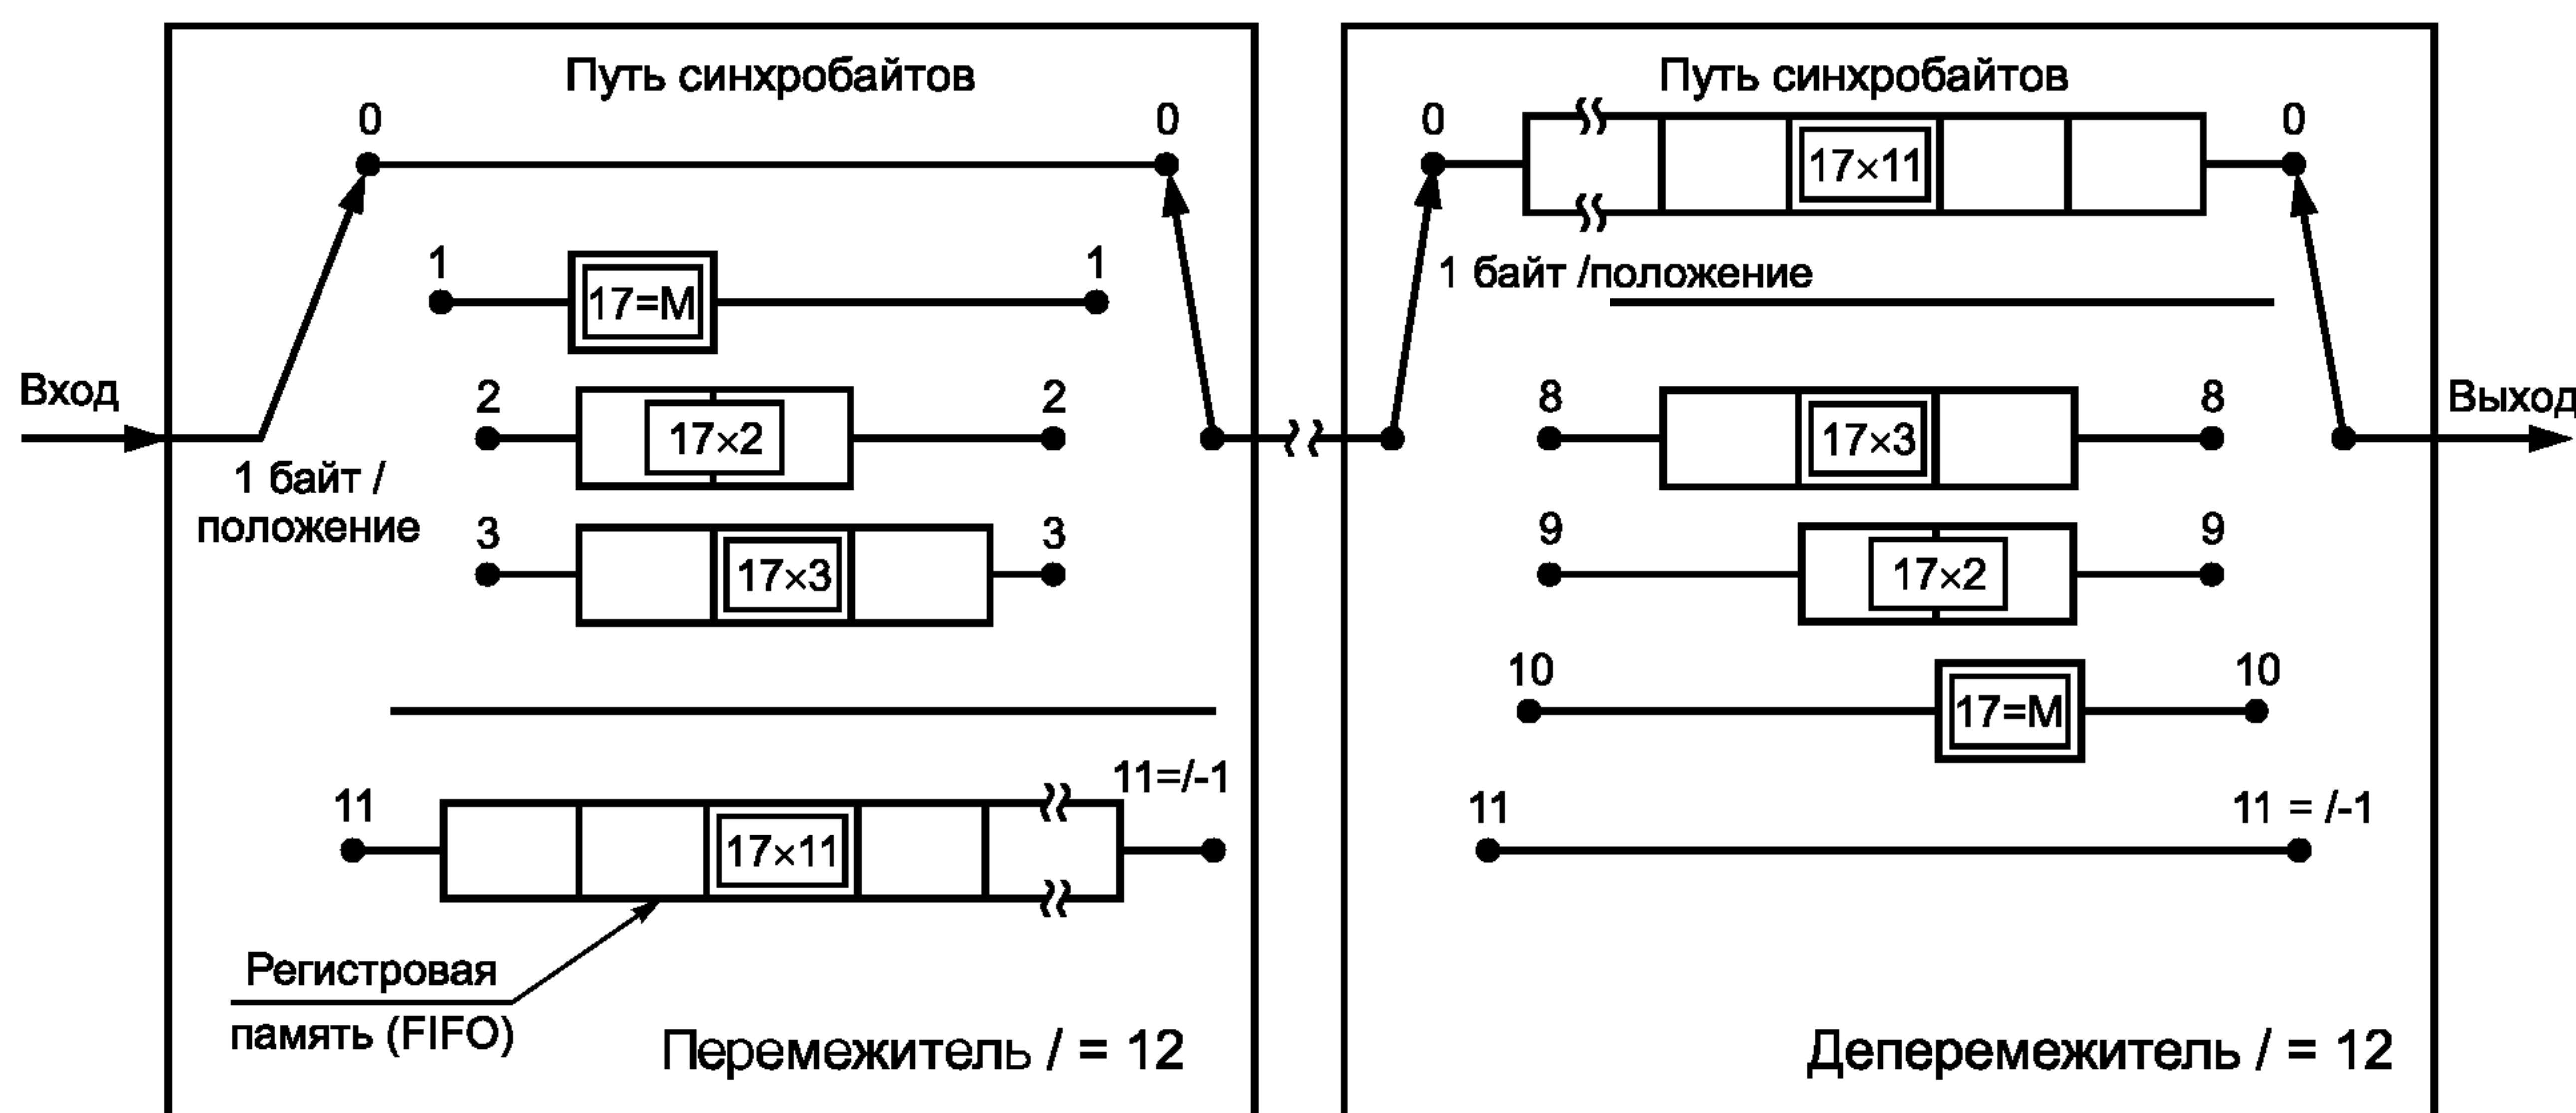 Путь синхробайтов
0 0
1 1
17=М
Вход
2 2
17×2
1 байт /
положение
3 3
17×3
11 11=/-1
17×11
Регистровая
память (FIFO)
Перемежитель / = 12
Путь синхробайтов
0 0
17×11
1 байт /положение
8 8
17×3
Выход
9 9
17×2
10 10
17=М
11 11 = /-1
Деперемежитель / = 12